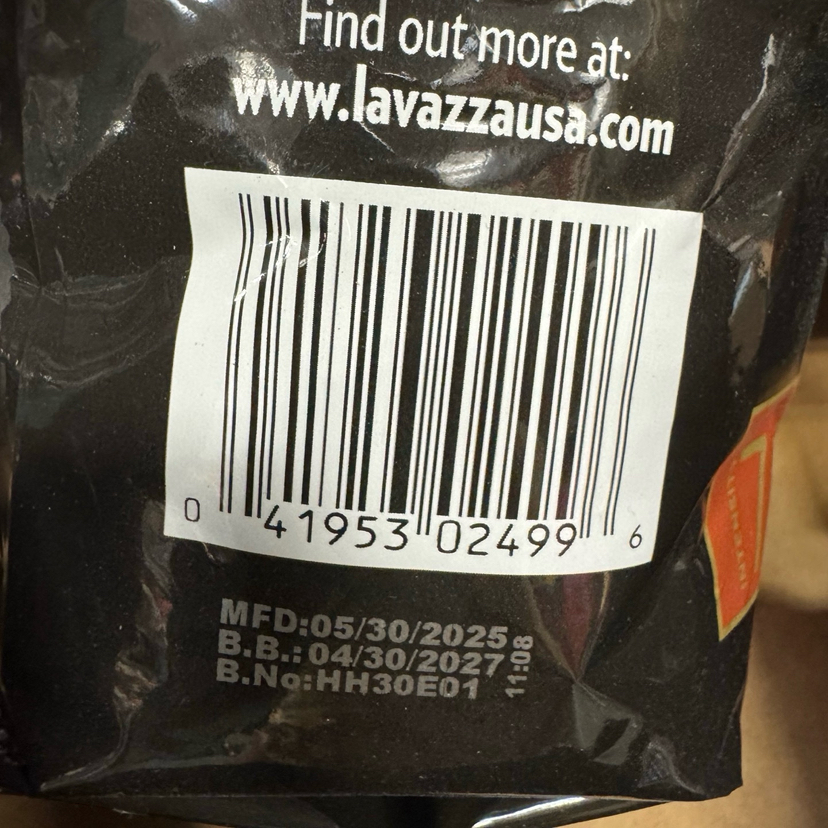 Find out more at:
www.lavazzausa.com
0 41953 02499 6
MFD:05/30/2025
B.B.:04/30/2027
B.No:HH30E01
11:08
INTENSITY